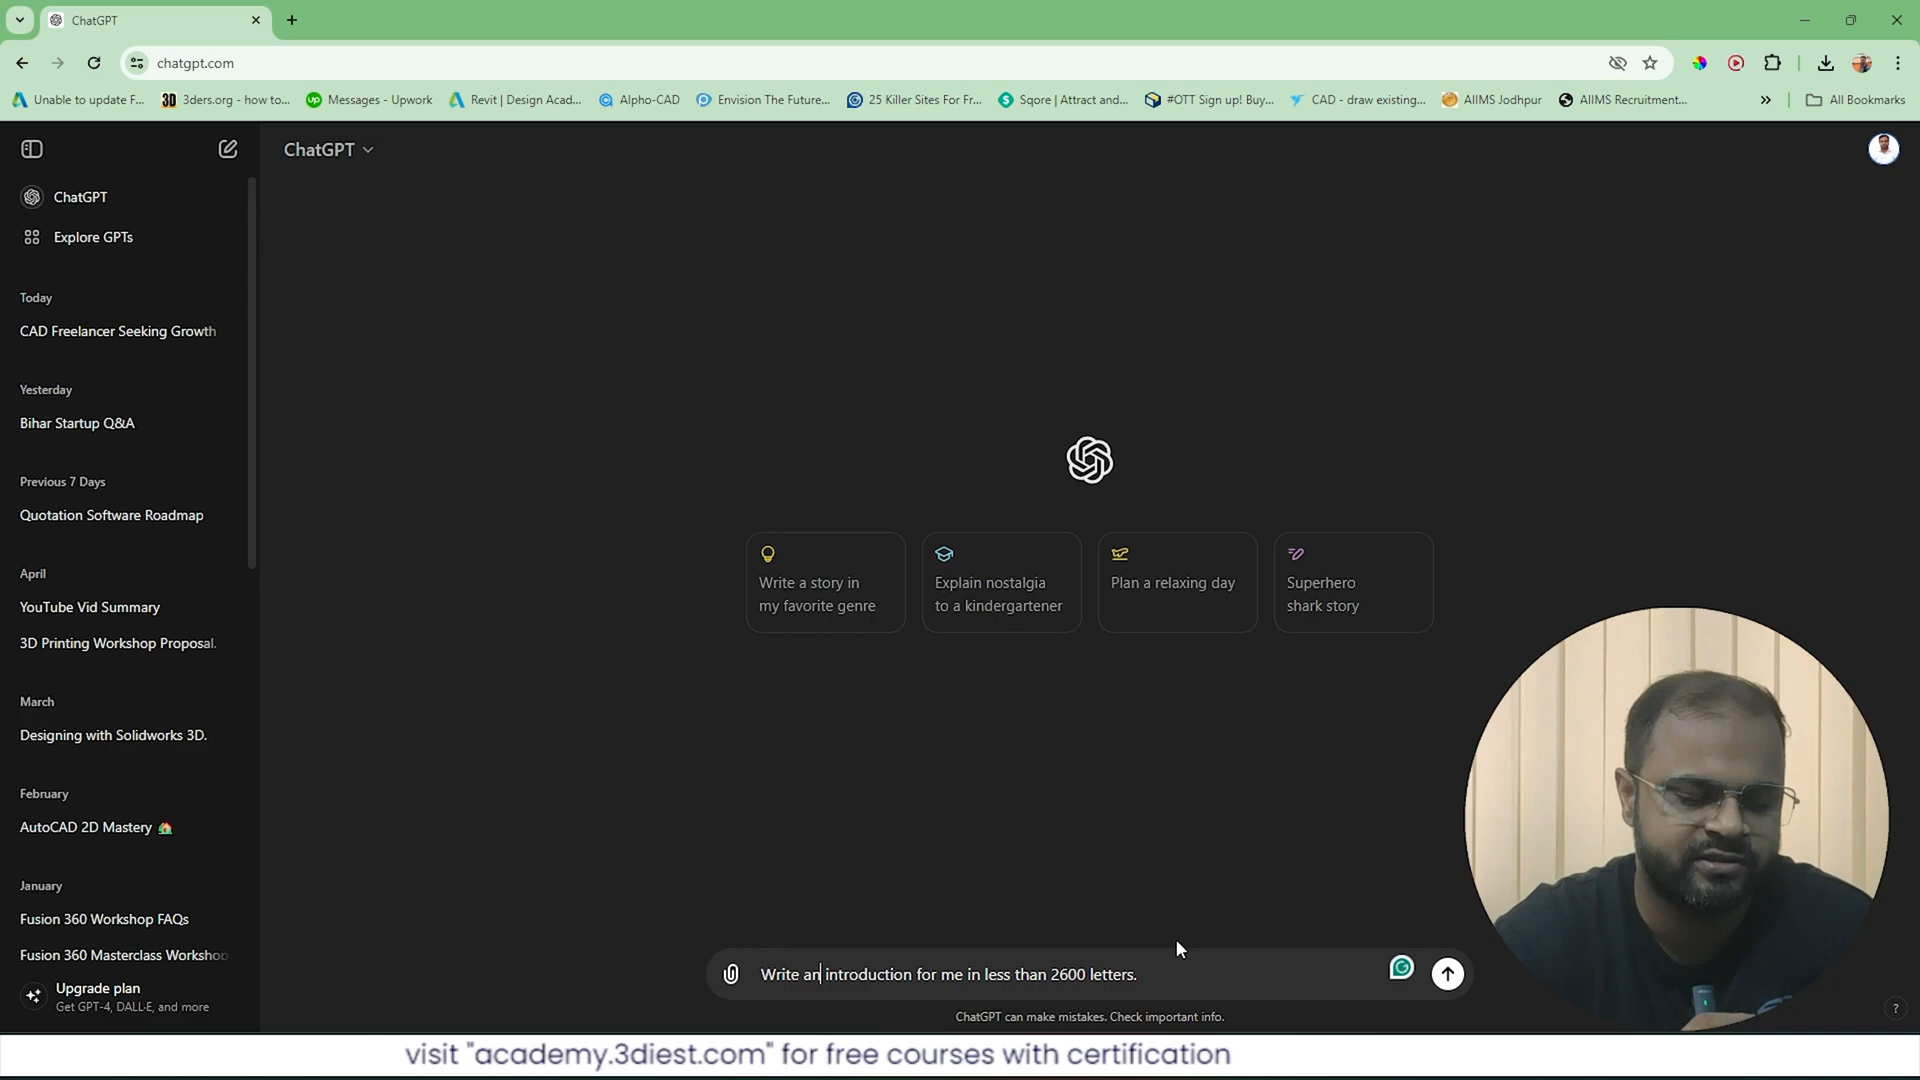 ChatGPT
chatgpt.com
Unable to update F...
3ders.org - how to...
Messages - Upwork
Revit | Design Acad...
Alpho-CAD
Envision The Future...
25 Killer Sites For Fr...
Sqore | Attract and...
#OTT Sign up! Buy...
CAD - draw existing...
AIIMS Jodhpur
AIIMS Recruitment...
All Bookmarks
ChatGPT
ChatGPT
Explore GPTs
Today
CAD Freelancer Seeking Growth
Yesterday
Bihar Startup Q&A
Previous 7 Days
Quotation Software Roadmap
April
YouTube Vid Summary
3D Printing Workshop Proposal.
March
Designing with Solidworks 3D.
February
AutoCAD 2D Mastery 🏠
January
Fusion 360 Workshop FAQs
Fusion 360 Masterclass Workshop
Upgrade plan
Get GPT-4, DALL·E, and more
Write a story in
my favorite genre
Explain nostalgia
to a kindergartener
Plan a relaxing day
Superhero
shark story
Write an introduction for me in less than 2600 letters.
ChatGPT can make mistakes. Check important info.
?
visit "academy.3diest.com" for free courses with certification